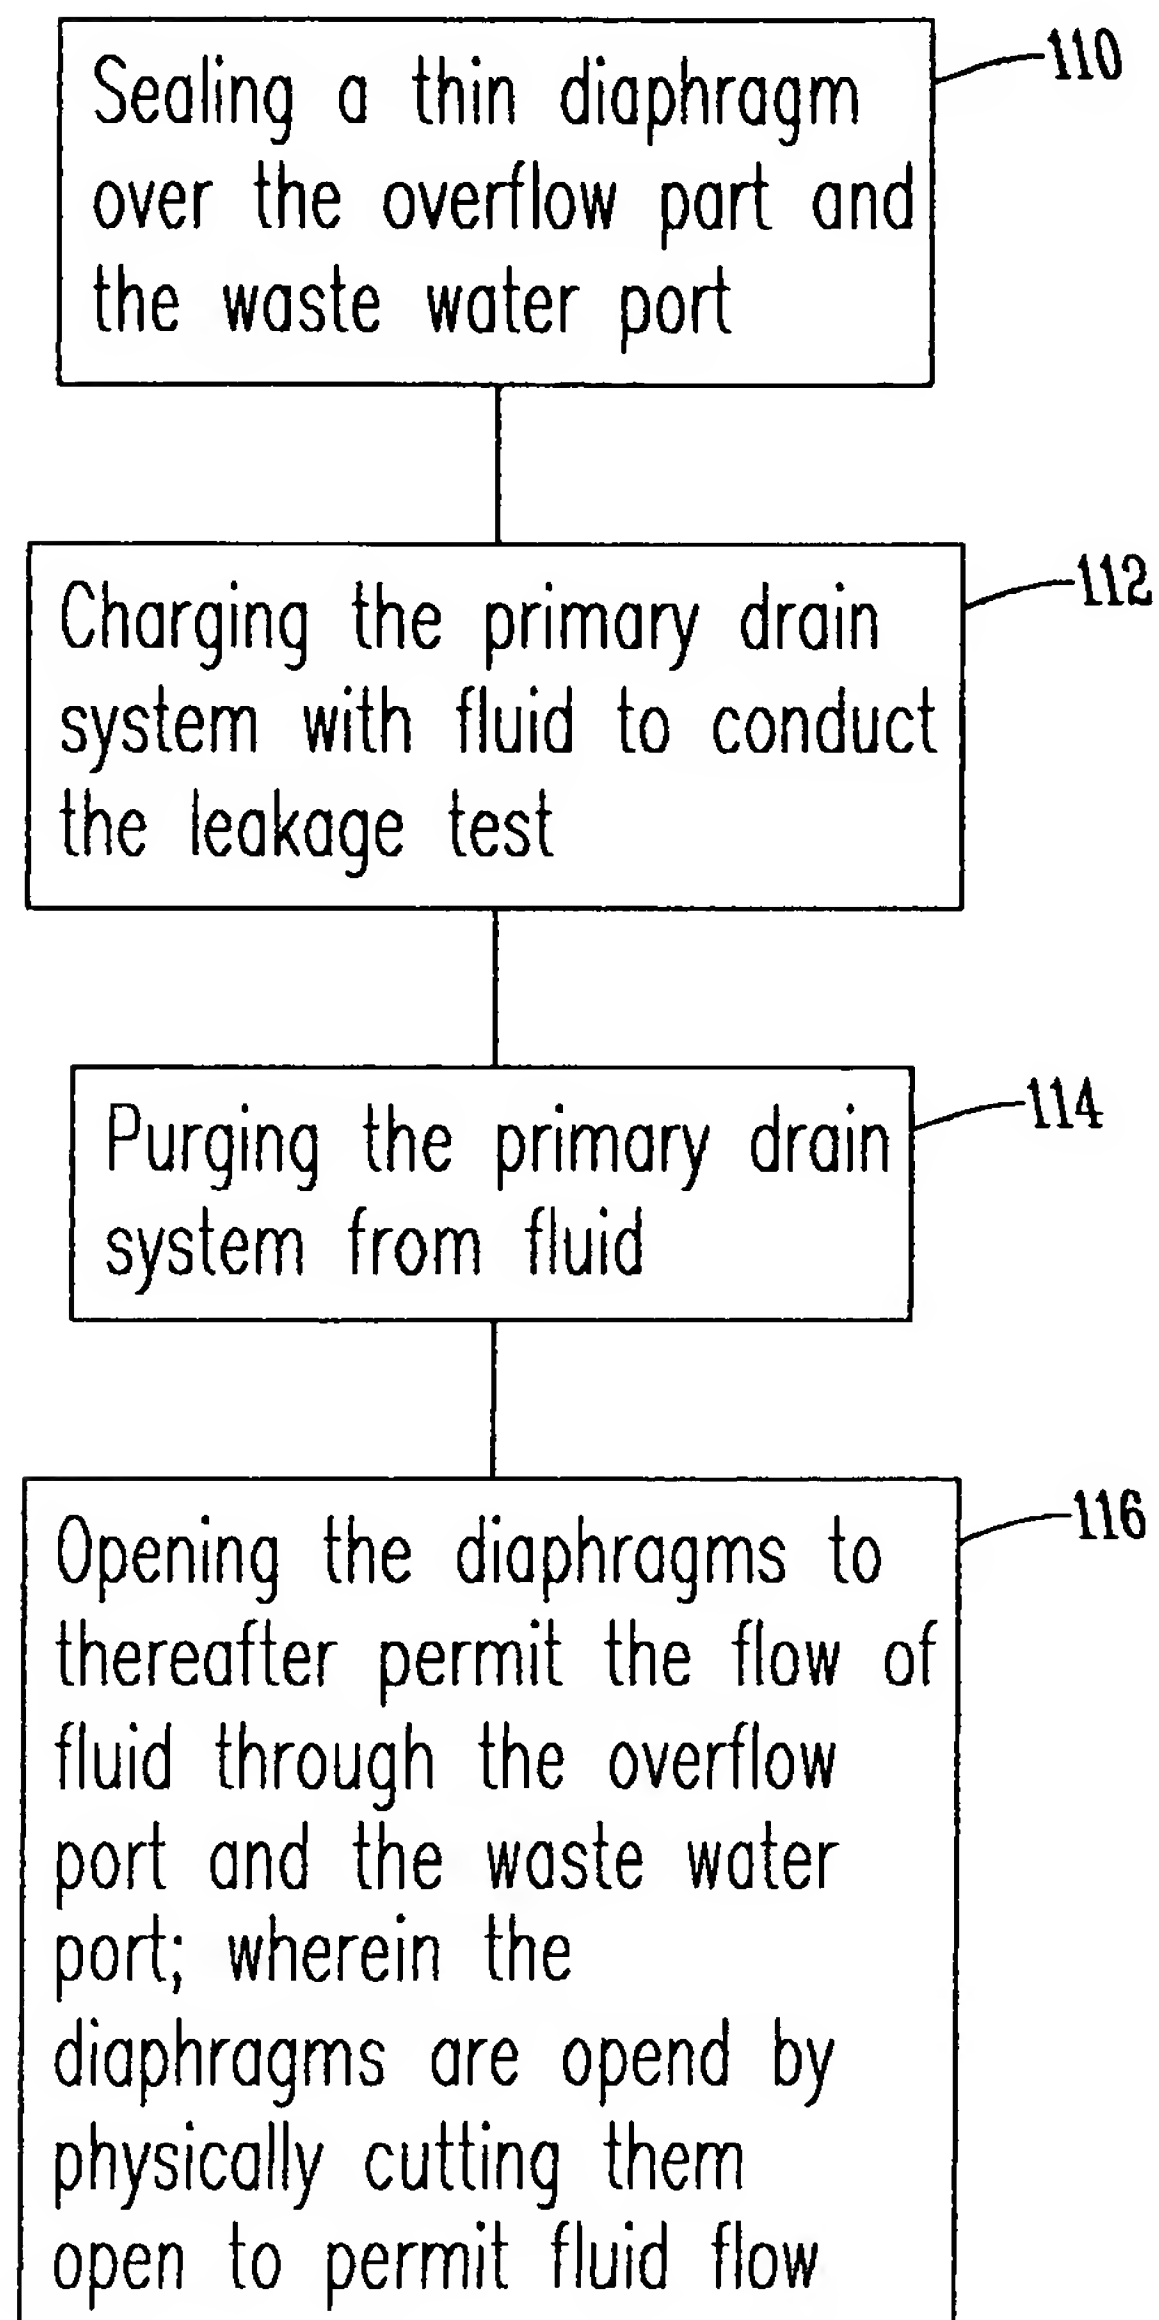 Sealing a thin diaphragm
over the overflow part and
the waste water port
110
Charging the primary drain
system with fluid to conduct
the leakage test
112
Purging the primary drain
system from fluid
114
Opening the diaphragms to
thereafter permit the flow of
fluid through the overflow
port and the waste water
port; wherein the
diaphragms are opend by
physically cutting them
open to permit fluid flow
116